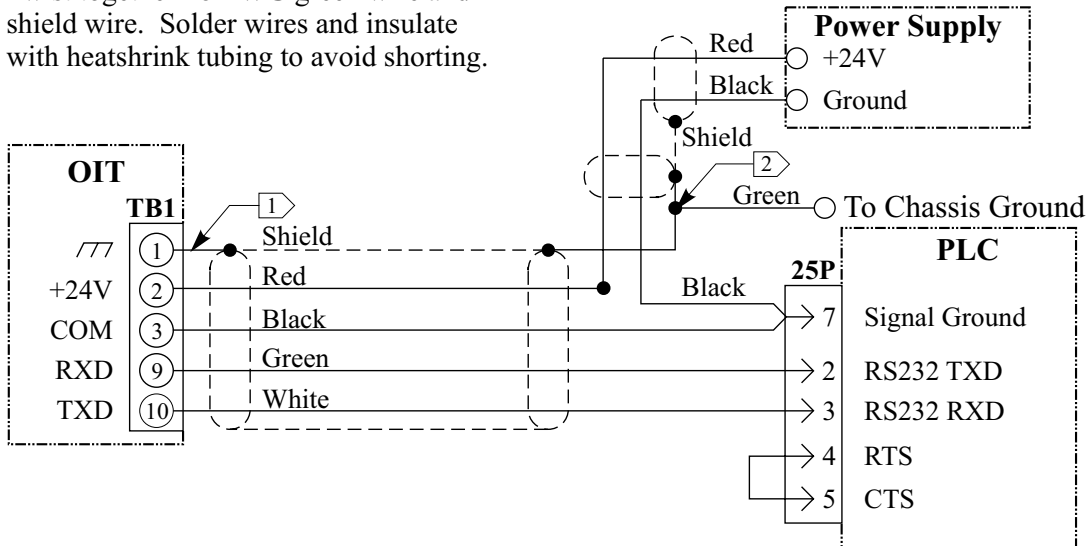 shield wire. Solder wires and insulate
with heatshrink tubing to avoid shorting.
Power Supply
Red
+24V
Black
Ground
Shield
2
Green
To Chassis Ground
OIT
TB1
1
Shield
1
PLC
25P
+24V
2
Red
Black
COM
3
Black
7
Signal Ground
RXD
9
Green
2
RS232 TXD
TXD
10
White
3
RS232 RXD
4
RTS
5
CTS